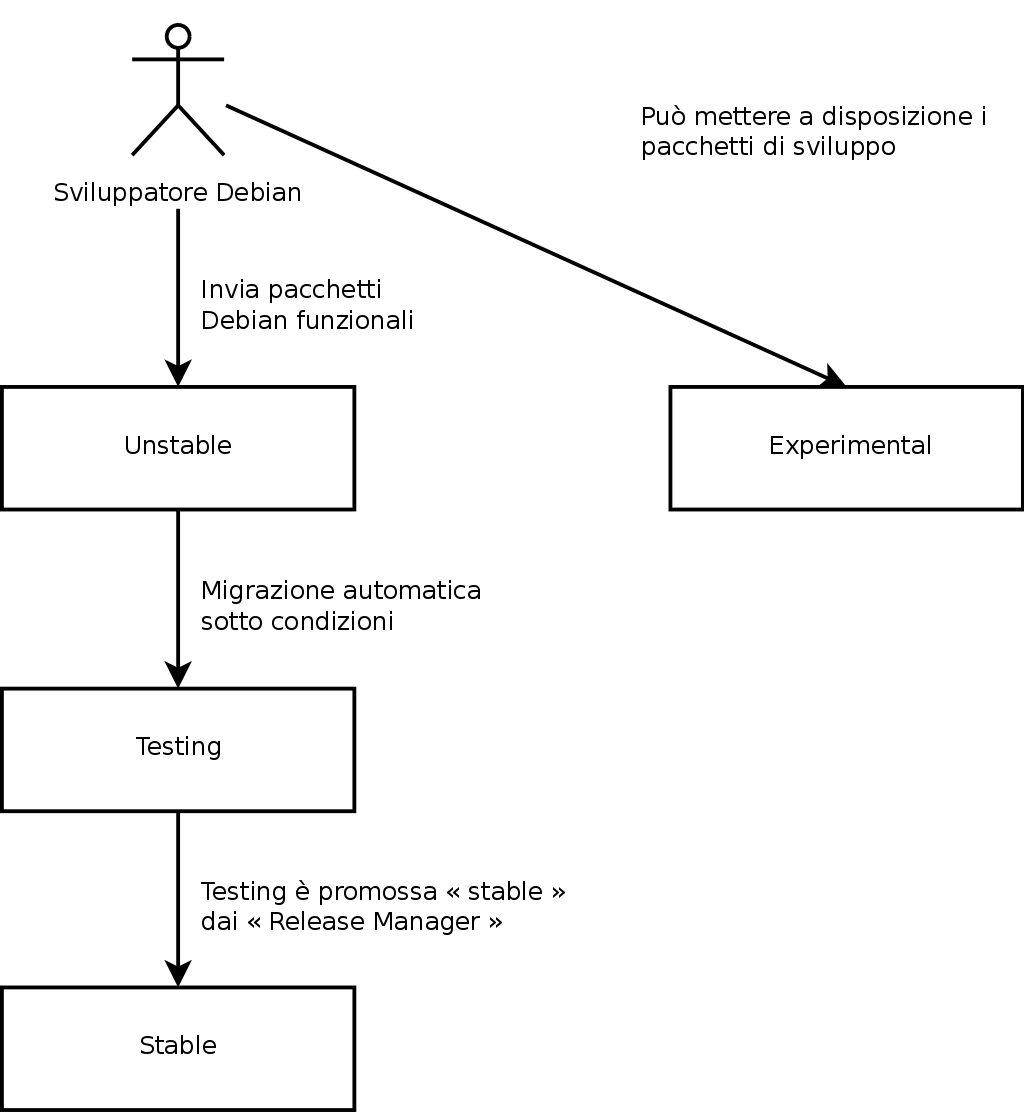 Sviluppatore Debian
Può mettere a disposizione i
pacchetti di sviluppo
Invia pacchetti
Debian funzionali
Unstable
Experimental
Migrazione automatica
sotto condizioni
Testing
Testing è promossa « stable »
dai « Release Manager »
Stable